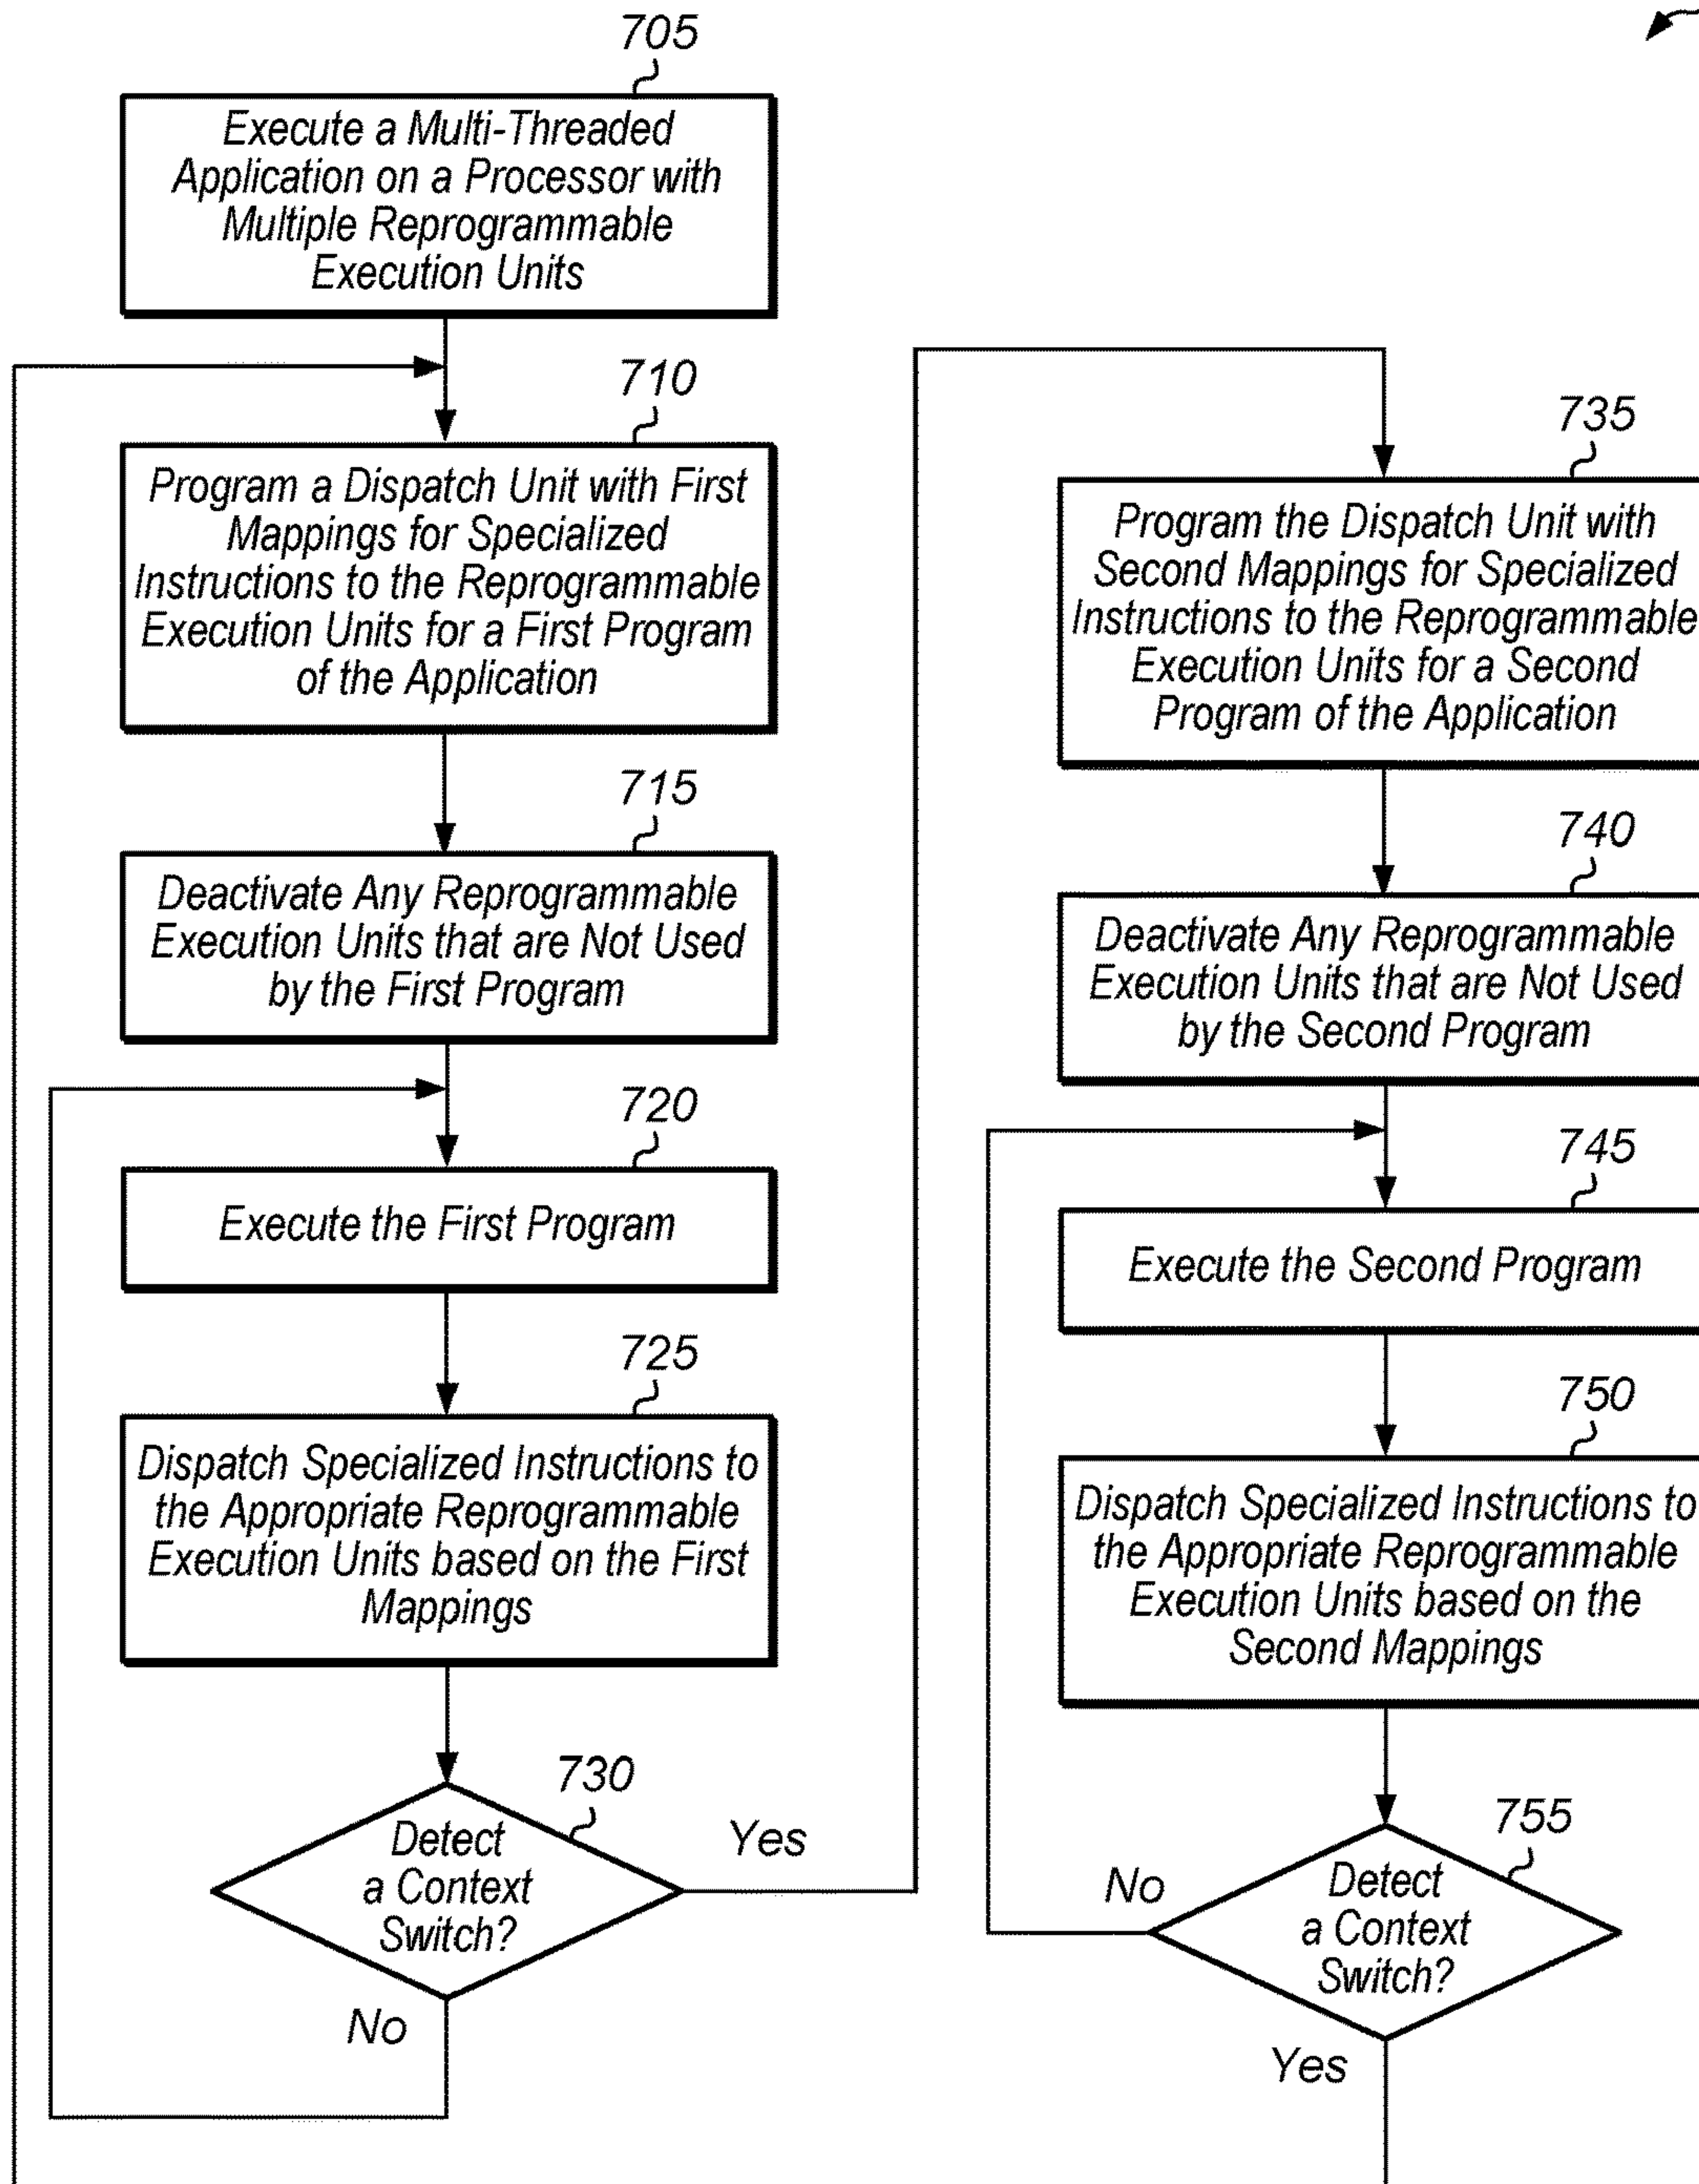 705
Execute a Multi-Threaded
Application on a Processor with
Multiple Reprogrammable
Execution Units
710
Program a Dispatch Unit with First
Mappings for Specialized
Instructions to the Reprogrammable
Execution Units for a First Program
of the Application
715
Deactivate Any Reprogrammable
Execution Units that are Not Used
by the First Program
720
Execute the First Program
725
Dispatch Specialized Instructions to
the Appropriate Reprogrammable
Execution Units based on the First
Mappings
730
Detect
a Context
Switch?
Yes
No
735
Program the Dispatch Unit with
Second Mappings for Specialized
Instructions to the Reprogrammable
Execution Units for a Second
Program of the Application
740
Deactivate Any Reprogrammable
Execution Units that are Not Used
by the Second Program
745
Execute the Second Program
750
Dispatch Specialized Instructions to
the Appropriate Reprogrammable
Execution Units based on the
Second Mappings
755
Detect
a Context
Switch?
No
Yes